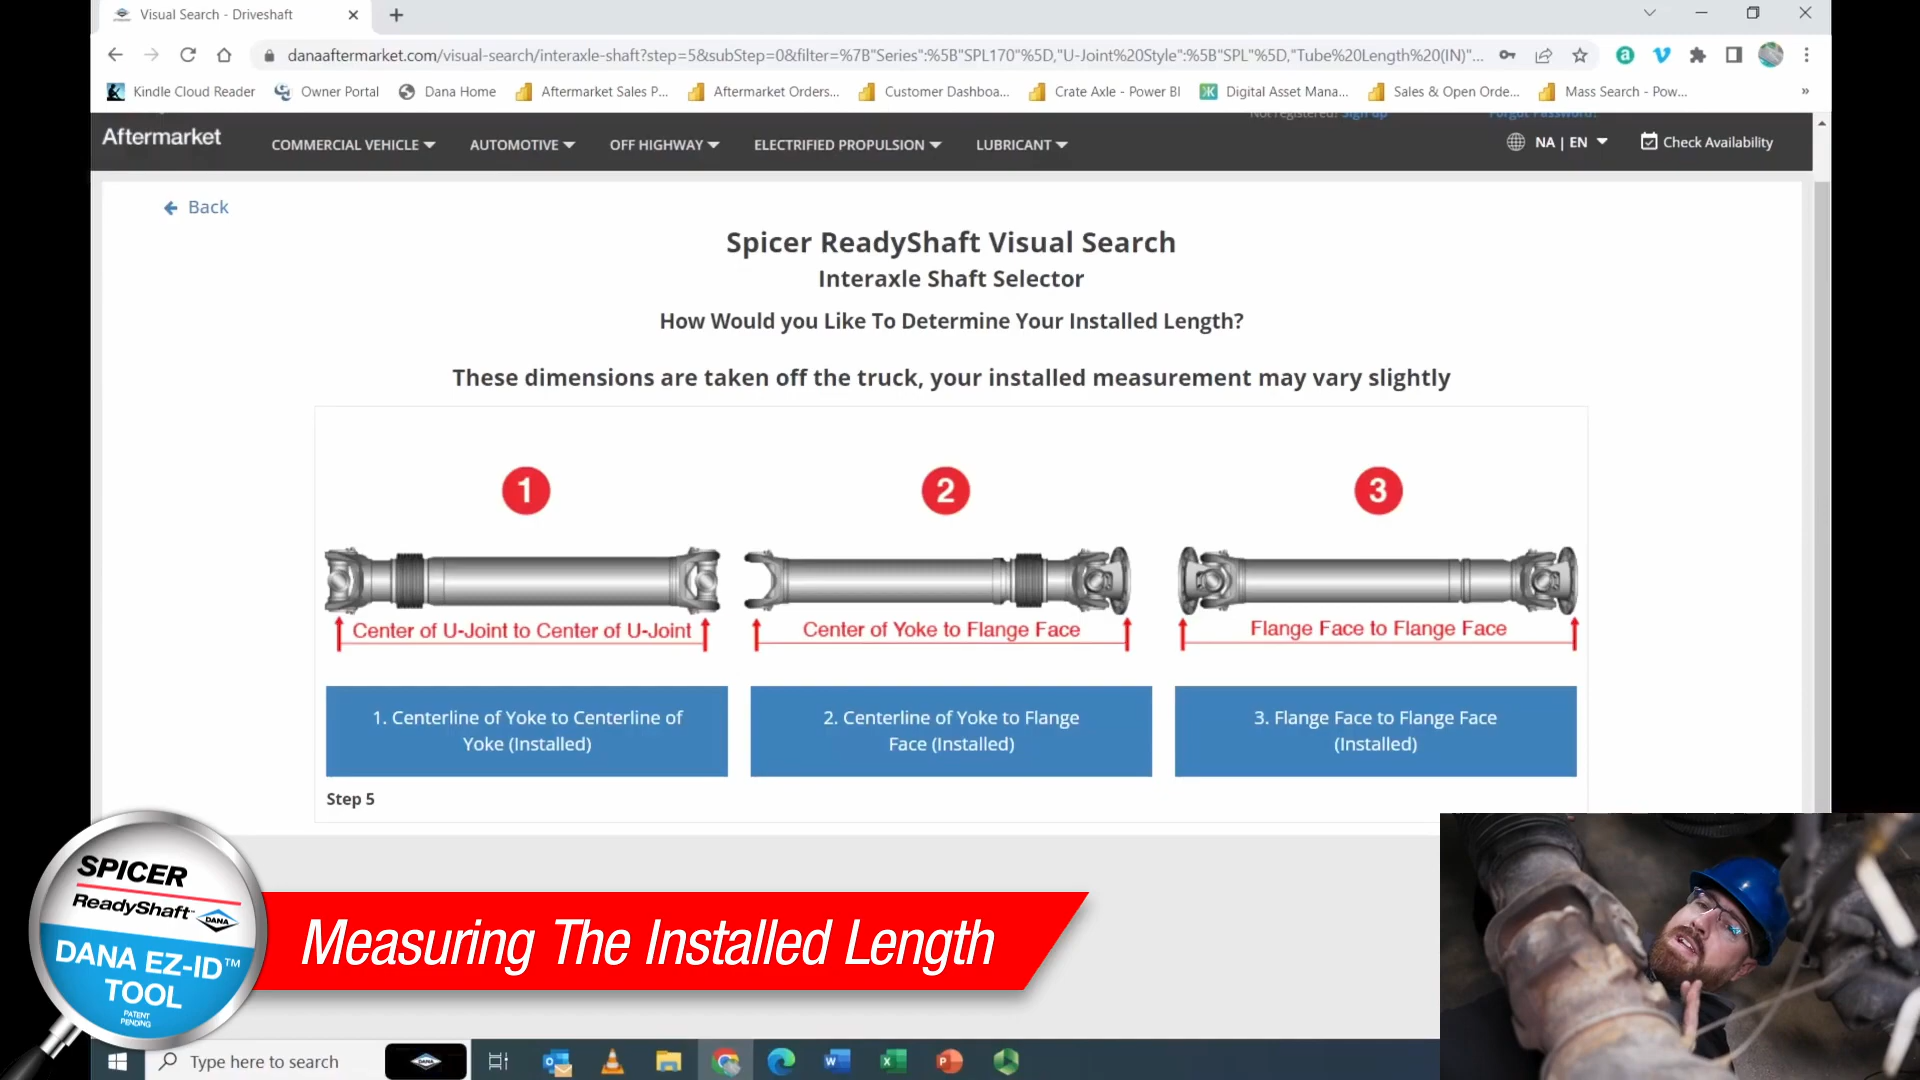 Visual Search - Driveshaft
danaaftermarket.com/visual-search/interaxle-shaft?step=5&subStep=0&filter=%7B"Series":%5B"SPL170"%5D,"U-Joint%20Style":%5B"SPL"%5D,"Tube%20Length%20(IN)"...
Kindle Cloud Reader Owner Portal Dana Home Aftermarket Sales P... Aftermarket Orders... Customer Dashboa... Crate Axle - Power BI Digital Asset Mana... Sales & Open Orde... Mass Search - Pow... »
Not registered? Sign up Forgot Password?
Aftermarket COMMERCIAL VEHICLE AUTOMOTIVE OFF HIGHWAY ELECTRIFIED PROPULSION LUBRICANT NA | EN Check Availability
Back
Spicer ReadyShaft Visual Search
Interaxle Shaft Selector
How Would you Like To Determine Your Installed Length?
These dimensions are taken off the truck, your installed measurement may vary slightly
1 2 3
Center of U-Joint to Center of U-Joint Center of Yoke to Flange Face Flange Face to Flange Face
1. Centerline of Yoke to Centerline of
Yoke (Installed)
2. Centerline of Yoke to Flange
Face (Installed)
3. Flange Face to Flange Face
(Installed)
Step 5
SPICER
ReadyShaft™
DANA
DANA EZ-ID™
TOOL
PATENT
PENDING
Measuring The Installed Length
Type here to search
DANA